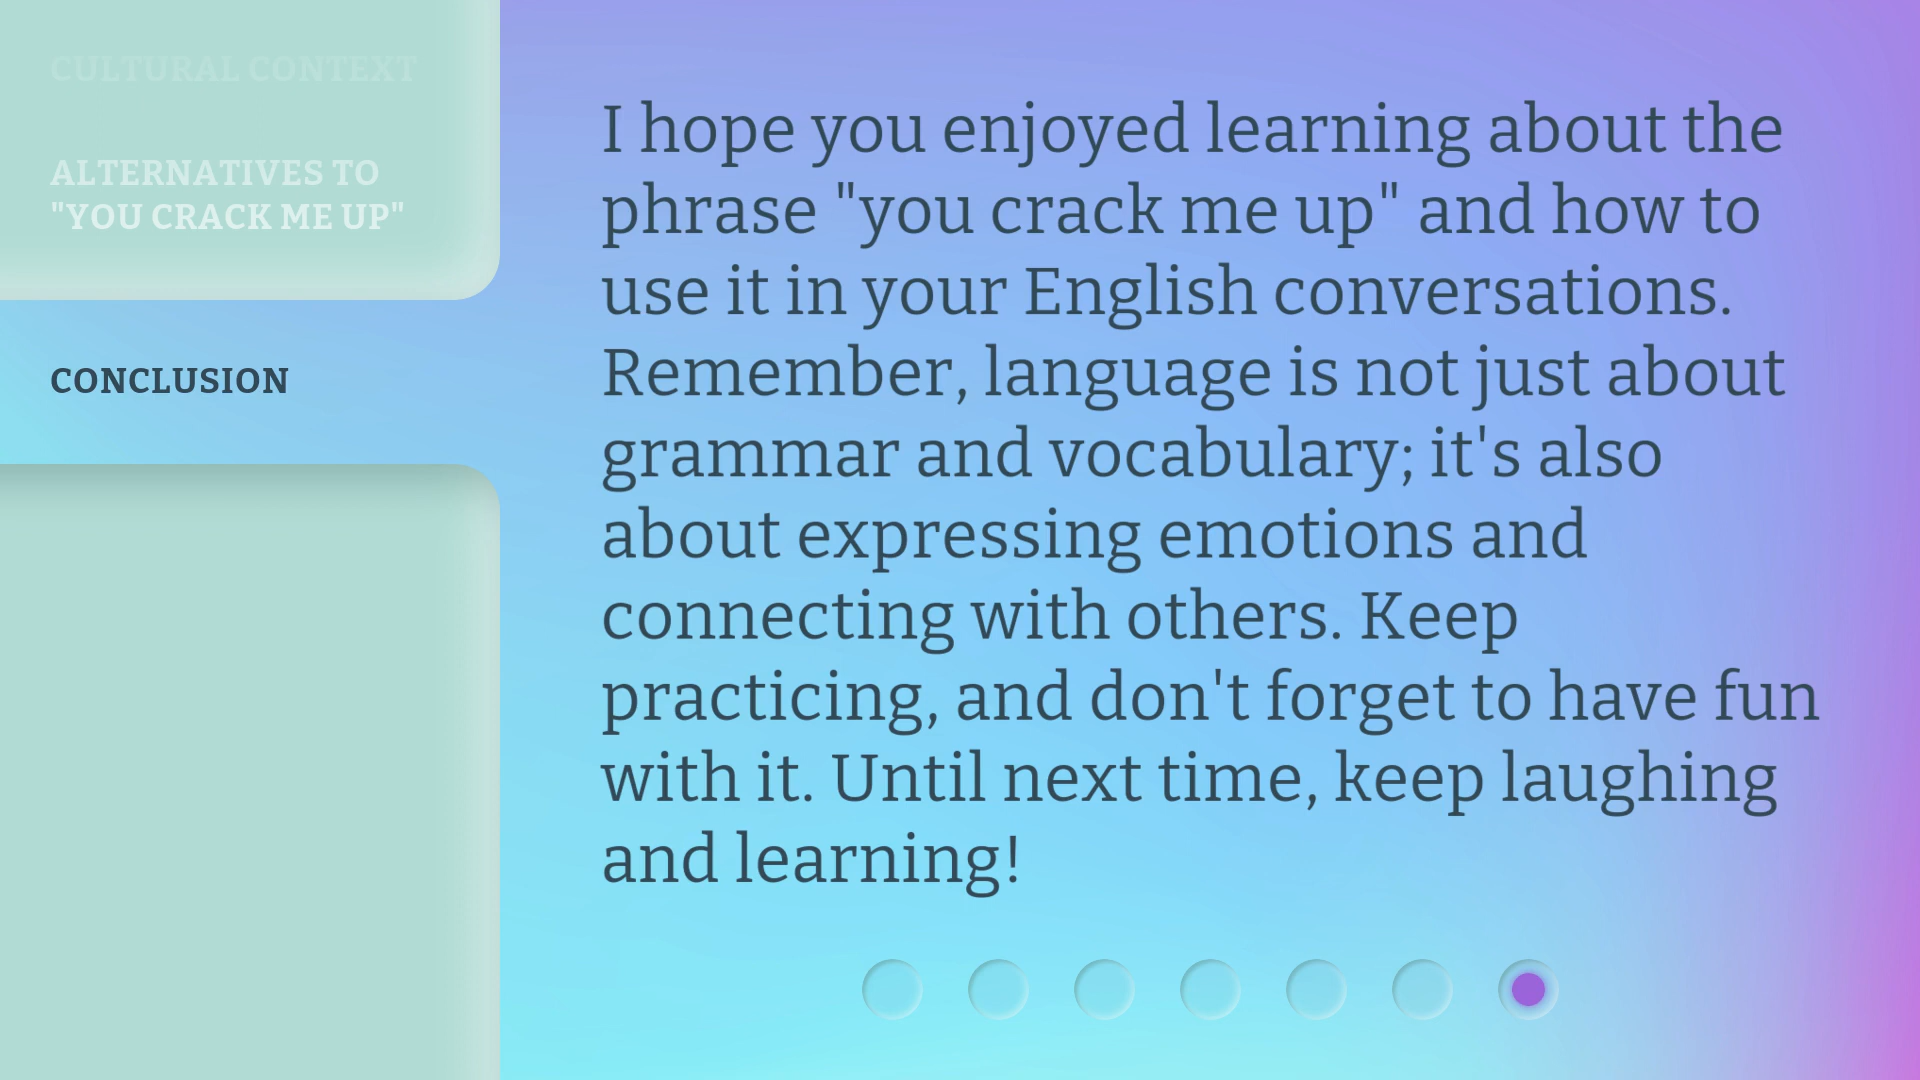 CULTURAL CONTEXT
ALTERNATIVES TO
"YOU CRACK ME UP"
CONCLUSION
I hope you enjoyed learning about the
phrase "you crack me up" and how to
use it in your English conversations.
Remember, language is not just about
grammar and vocabulary; it's also
about expressing emotions and
connecting with others. Keep
practicing, and don't forget to have fun
with it. Until next time, keep laughing
and learning!